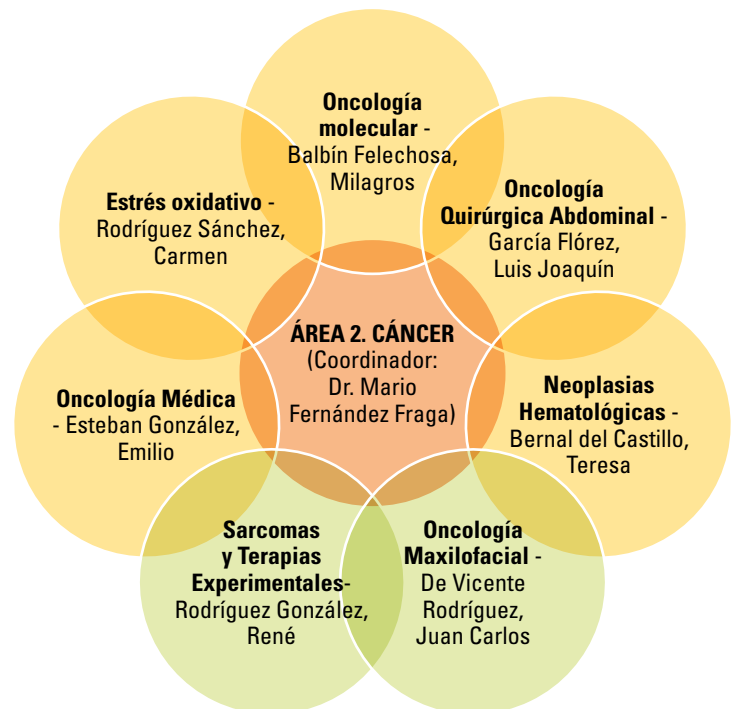 Oncología
molecular -
Balbín Felechosa,
Milagros
Oncología
Quirúrgica Abdominal -
García Flórez,
Luis Joaquín
Estrés oxidativo -
Rodríguez Sánchez,
Carmen
ÁREA 2. CÁNCER
(Coordinador:
Dr. Mario
Fernández Fraga)
Neoplasias
Hematológicas -
Bernal del Castillo,
Teresa
Oncología Médica
- Esteban González,
Emilio
Sarcomas
y Terapias
Experimentales-
Rodríguez González,
René
Oncología
Maxilofacial -
De Vicente
Rodríguez,
Juan Carlos